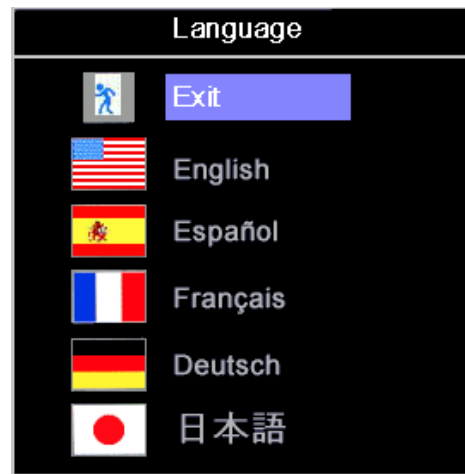 Language
Exit
English
Español
Français
Deutsch
日本語